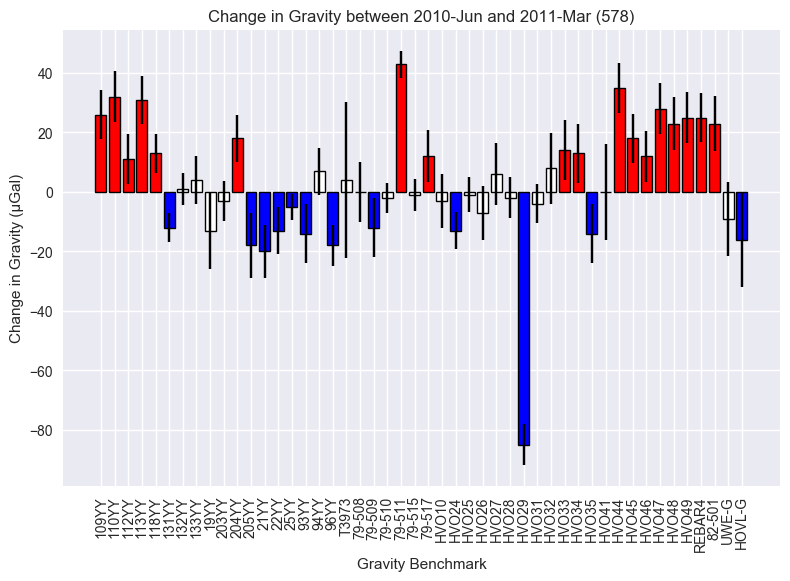 Change in Gravity between 2010-Jun and 2011-Mar (578)
Change in Gravity (μGal)
40
20
0
−20
−40
−60
−80
109YY
110YY
112YY
113YY
118YY
131YY
132YY
133YY
19YY
203YY
204YY
205YY
21YY
22YY
25YY
93YY
94YY
96YY
T3973
79-508
79-509
79-510
79-511
79-515
79-517
HVO10
HVO24
HVO25
HVO26
HVO27
HVO28
HVO29
HVO31
HVO32
HVO33
HVO34
HVO35
HVO41
HVO44
HVO45
HVO46
HVO47
HVO48
HVO49
REBAR4
82-501
UWE-G
HOVL-G
Gravity Benchmark